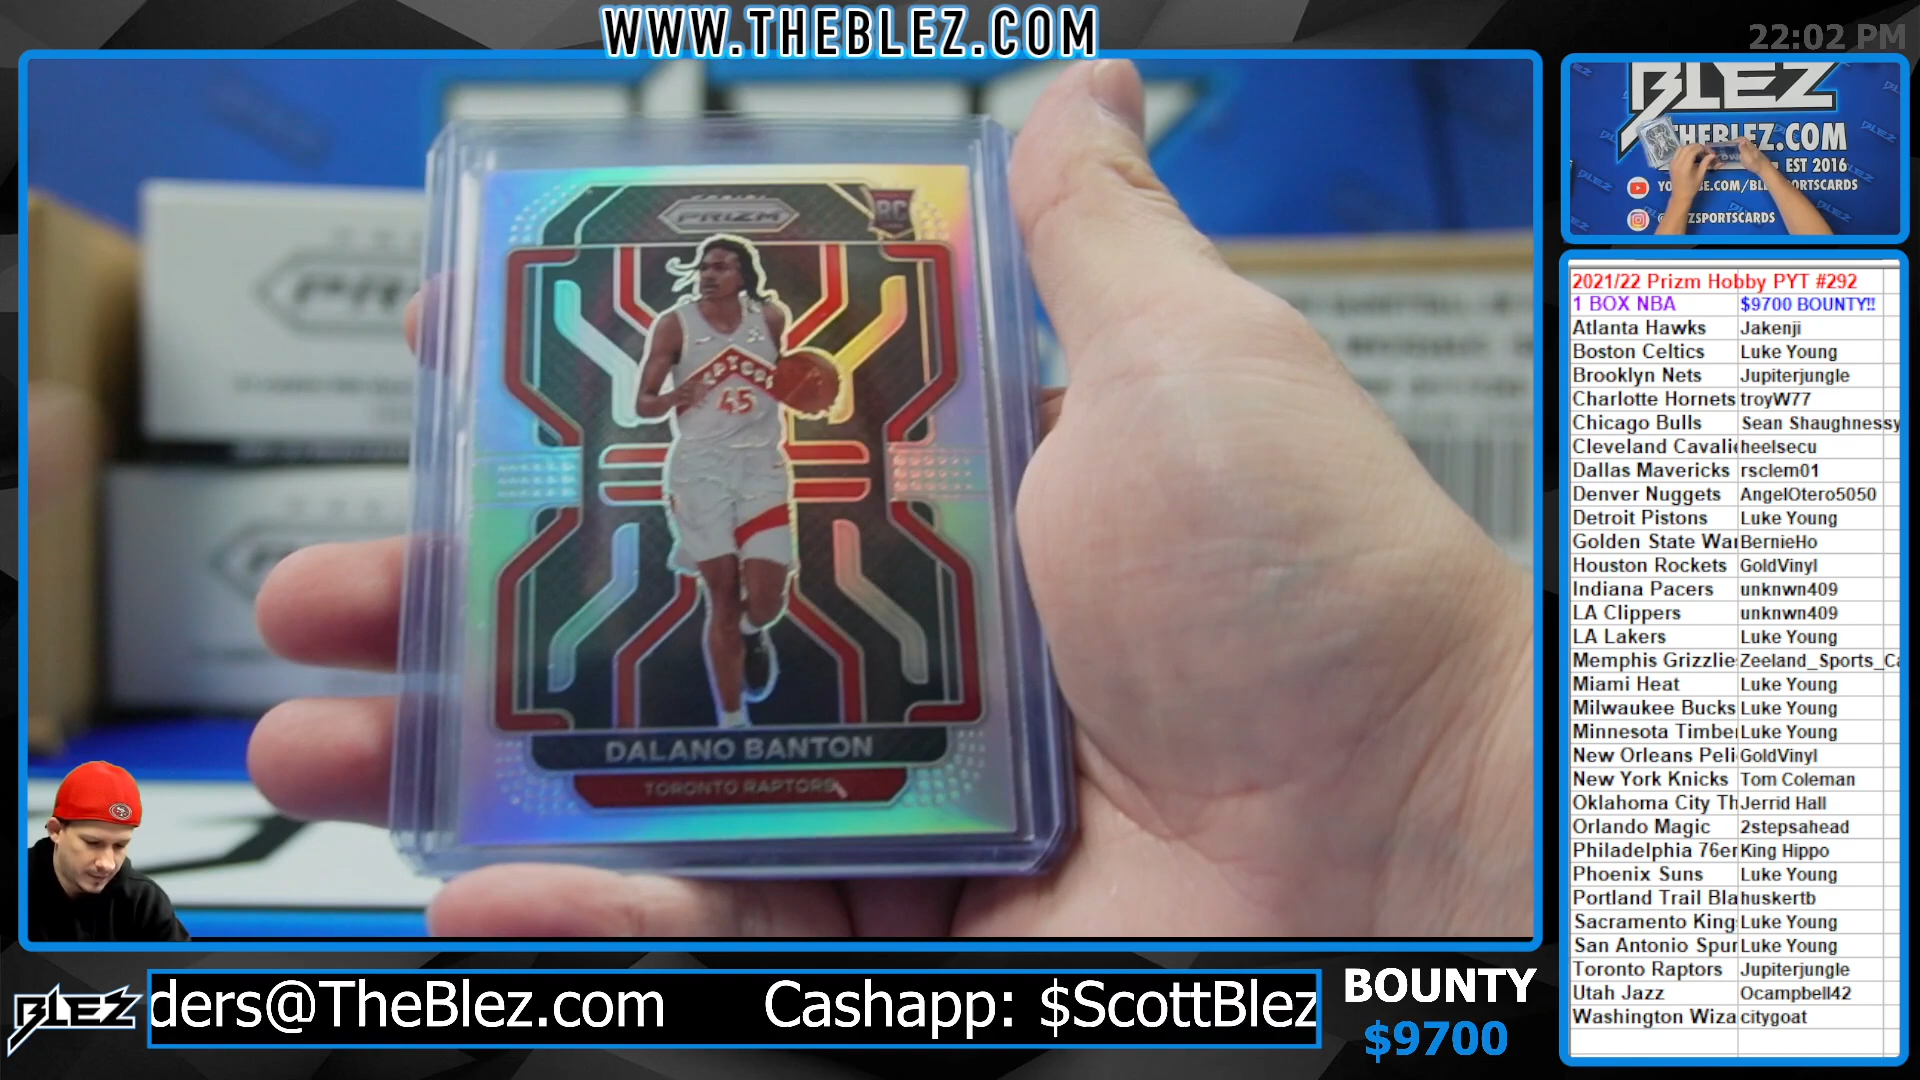 WWW.THEBLEZ.COM
22:02 PM
PRIZM
RC
RAPTORS
45
DALANO BANTON
TORONTO RAPTORS
BLEZ
THEBLEZ.COM
EST 2016
2021/22 Prizm Hobby PYT #292
1 BOX NBA $9700 BOUNTY!!
Atlanta Hawks Jakenji
Boston Celtics Luke Young
Brooklyn Nets Jupiterjungle
Charlotte Hornets troyW77
Chicago Bulls Sean Shaughnessy
Cleveland Cavali heelsecu
Dallas Mavericks rsclem01
Denver Nuggets AngelOtero5050
Detroit Pistons Luke Young
Golden State War BernieHo
Houston Rockets GoldVinyl
Indiana Pacers unknwn409
LA Clippers unknwn409
LA Lakers Luke Young
Memphis Grizzlie Zeeland_Sports_Ca
Miami Heat Luke Young
Milwaukee Bucks Luke Young
Minnesota Timbe Luke Young
New Orleans Peli GoldVinyl
New York Knicks Tom Coleman
Oklahoma City Th Jerrid Hall
Orlando Magic 2stepsahead
Philadelphia 76er King Hippo
Phoenix Suns Luke Young
Portland Trail Bla huskertb
Sacramento King Luke Young
San Antonio Spur Luke Young
Toronto Raptors Jupiterjungle
Utah Jazz Ocampbell42
Washington Wiza citygoat
BLEZ
ders@TheBlez.com Cashapp: $ScottBlez
BOUNTY
$9700